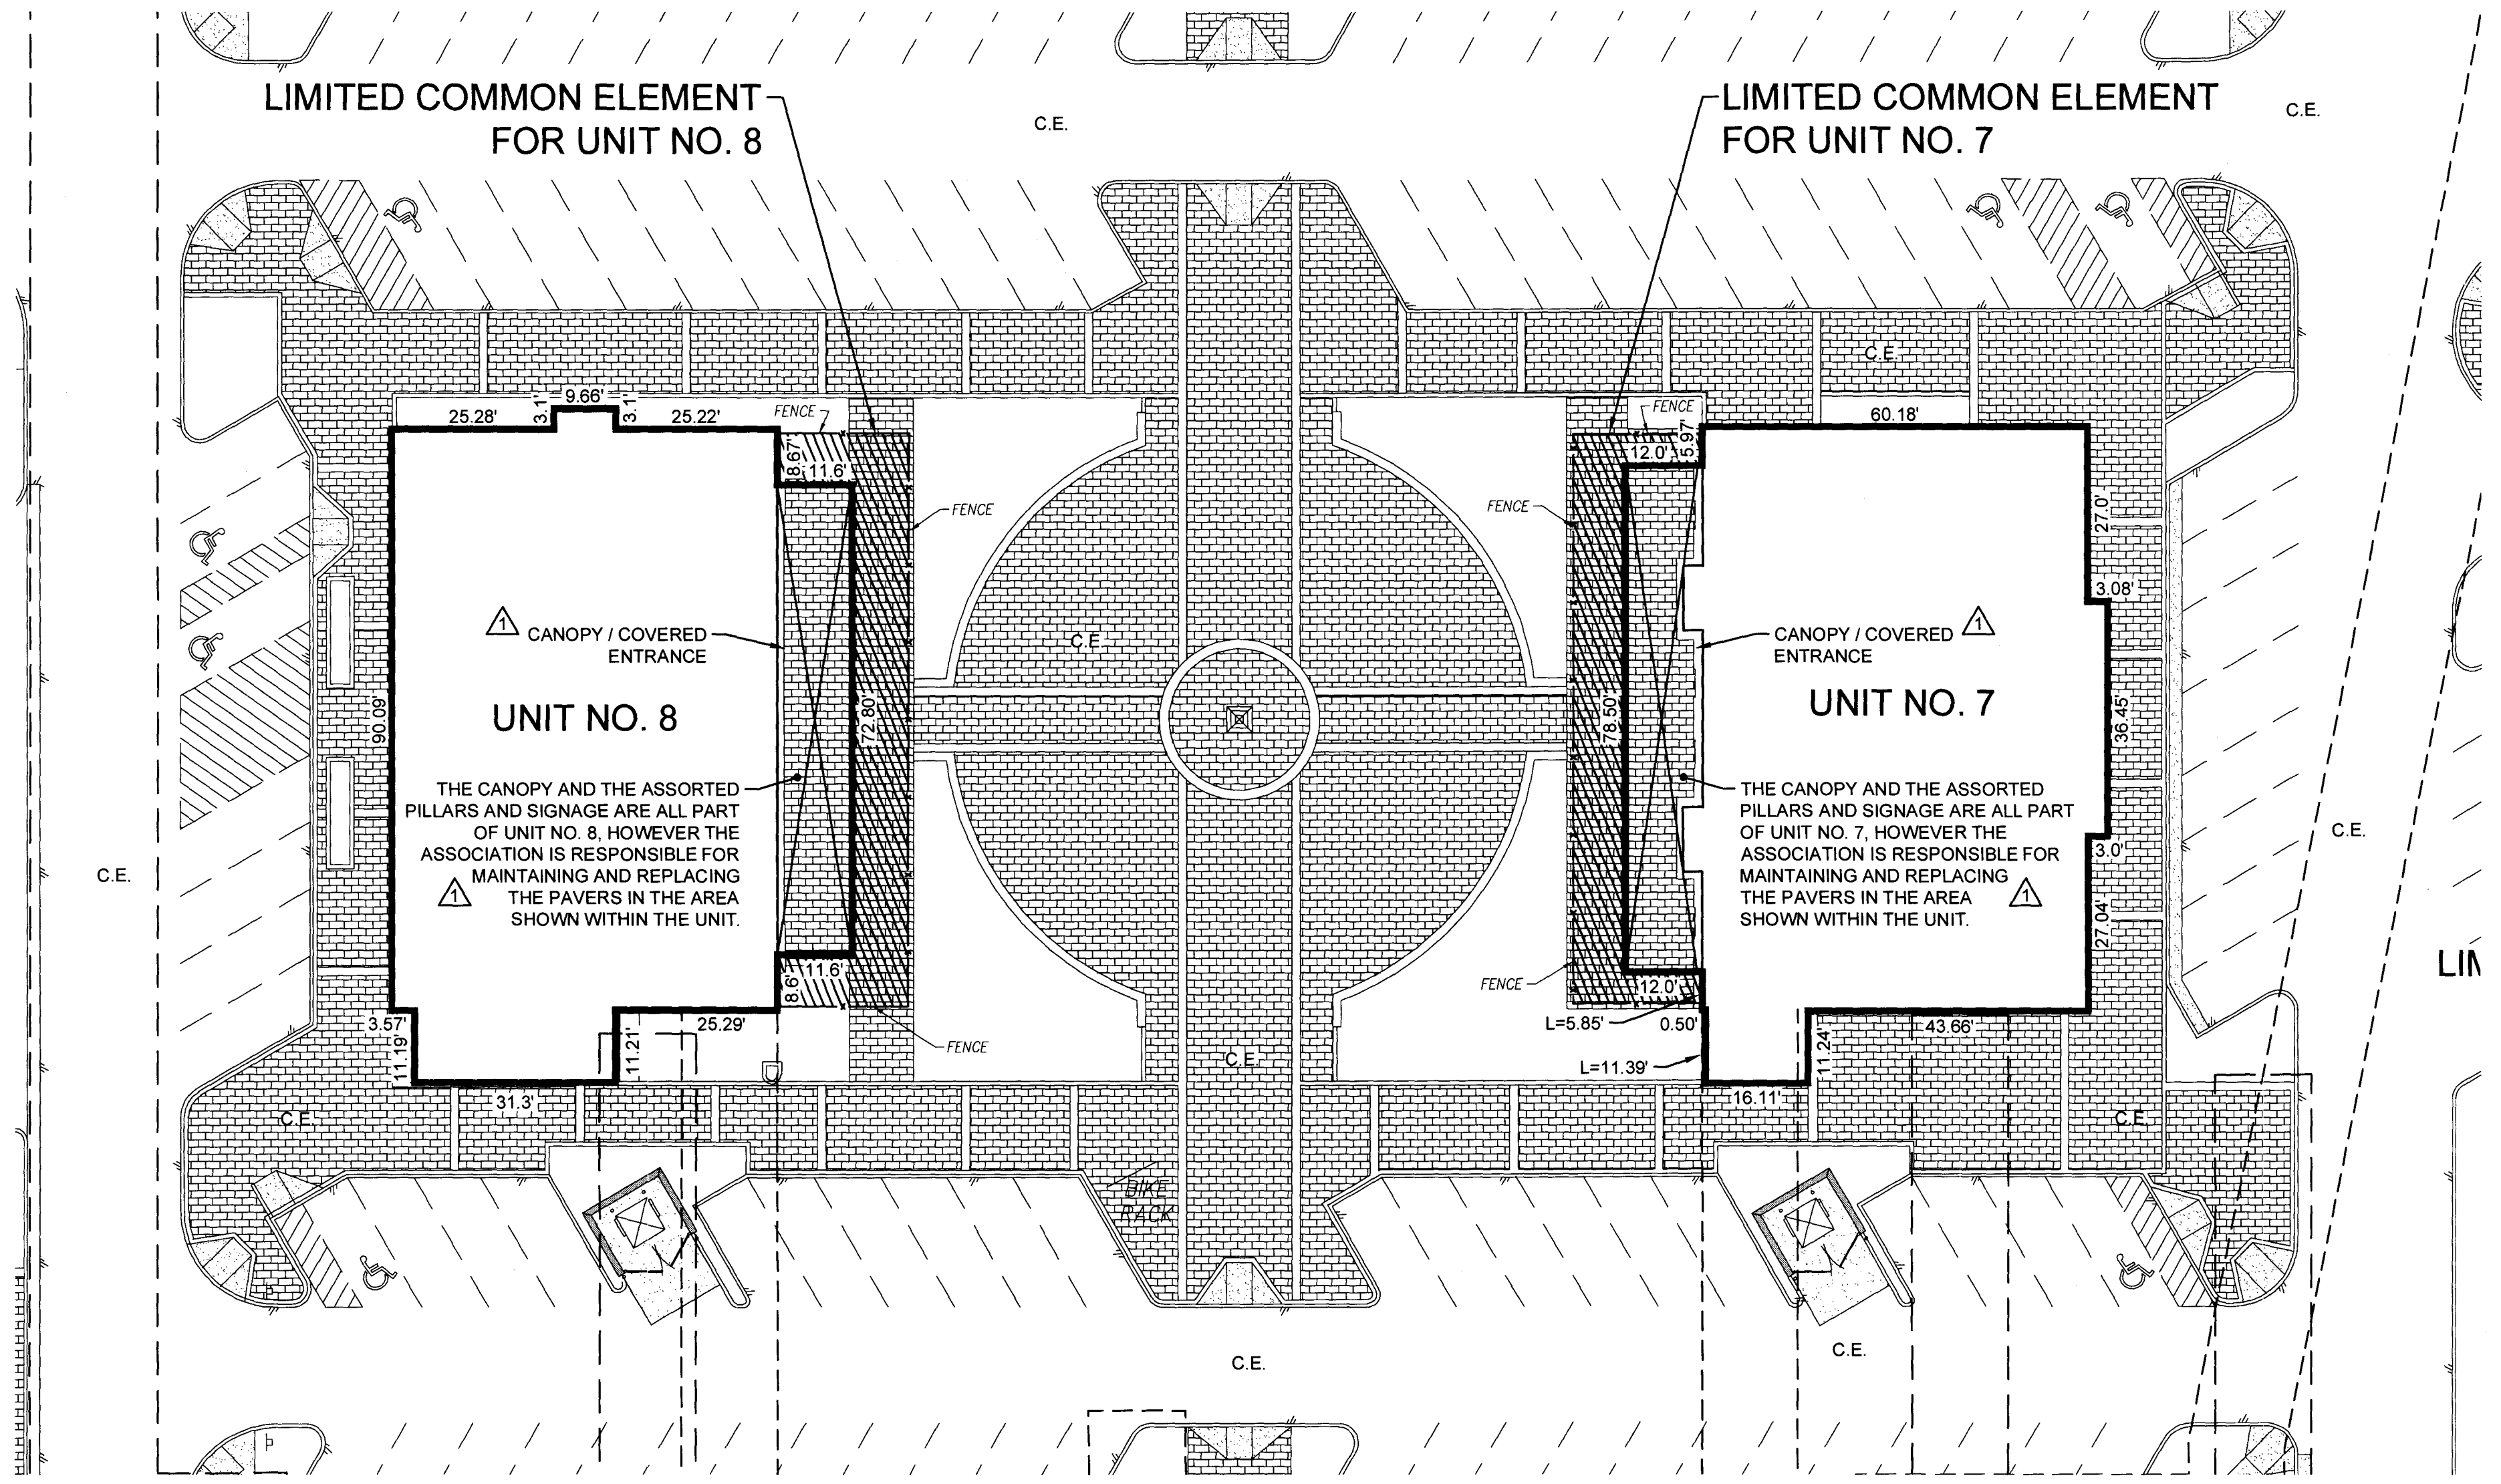 LIMITED COMMON ELEMENT
FOR UNIT NO. 8
LIMITED COMMON ELEMENT
FOR UNIT NO. 7
C.E.
C.E.
C.E.
25.28'
3.1'
9.66'
3.1'
25.22'
FENCE
8.67'
11.6'
FENCE
FENCE
FENCE
12.0'
5.97'
60.18'
27.0'
3.08'
1
CANOPY / COVERED
ENTRANCE
C.E.
CANOPY / COVERED
ENTRANCE
1
UNIT NO. 8
90.09'
72.80'
78.50'
UNIT NO. 7
36.45'
THE CANOPY AND THE ASSORTED
PILLARS AND SIGNAGE ARE ALL PART
OF UNIT NO. 8, HOWEVER THE
ASSOCIATION IS RESPONSIBLE FOR
MAINTAINING AND REPLACING
THE PAVERS IN THE AREA
SHOWN WITHIN THE UNIT.
1
THE CANOPY AND THE ASSORTED
PILLARS AND SIGNAGE ARE ALL PART
OF UNIT NO. 7, HOWEVER THE
ASSOCIATION IS RESPONSIBLE FOR
MAINTAINING AND REPLACING
THE PAVERS IN THE AREA
SHOWN WITHIN THE UNIT.
1
C.E.
C.E.
3.0'
27.04'
LIM
11.6'
8.6'
FENCE
12.0'
3.57'
11.19'
11.21'
25.29'
FENCE
L=5.85'
0.50'
L=11.39'
11.24'
43.66'
C.E.
31.3'
16.11'
C.E.
C.E.
BIKE
RACK
C.E.
C.E.